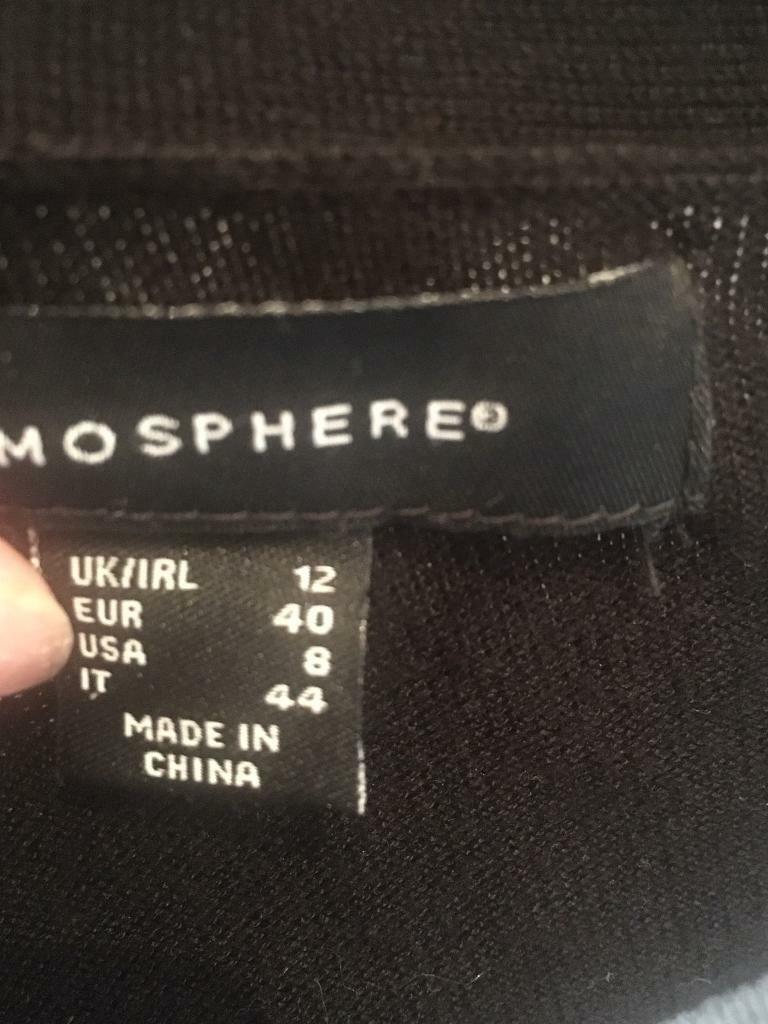 MOSPHERE®
UK/IRL 12
EUR 40
USA 8
IT 44
MADE IN
CHINA